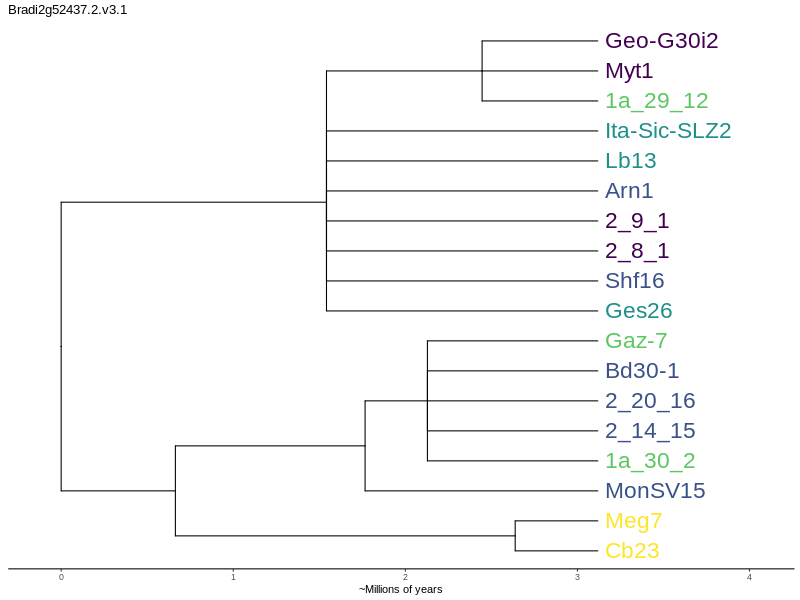 Bradi2g52437.2.v3.1
Geo-G30i2
Myt1
1a_29_12
Ita-Sic-SLZ2
Lb13
Arn1
2_9_1
2_8_1
Shf16
Ges26
Gaz-7
Bd30-1
2_20_16
2_14_15
1a_30_2
MonSV15
Meg7
Cb23
0 1 2 3 4
~Millions of years